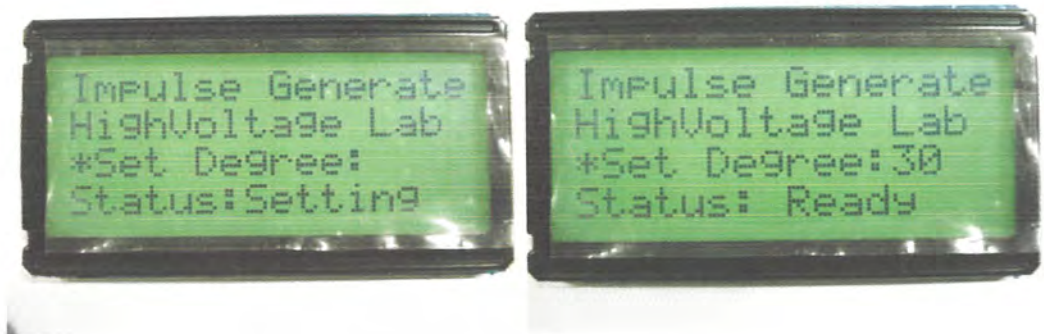 Impulse Generate
HighVoltage Lab
*Set Degree:
Status:Setting
Impulse Generate
HighVoltage Lab
*Set Degree:30
Status: Ready